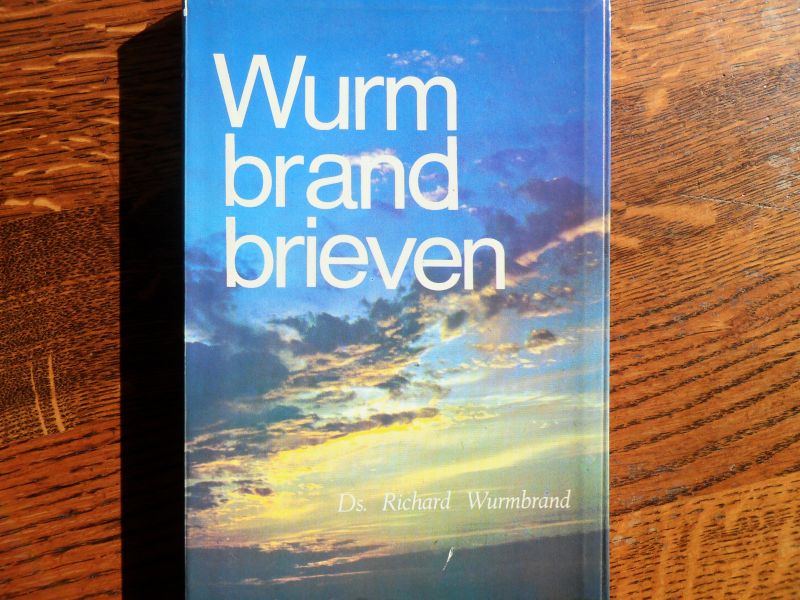 Wurm
brand
brieven
Ds. Richard Wurmbrand